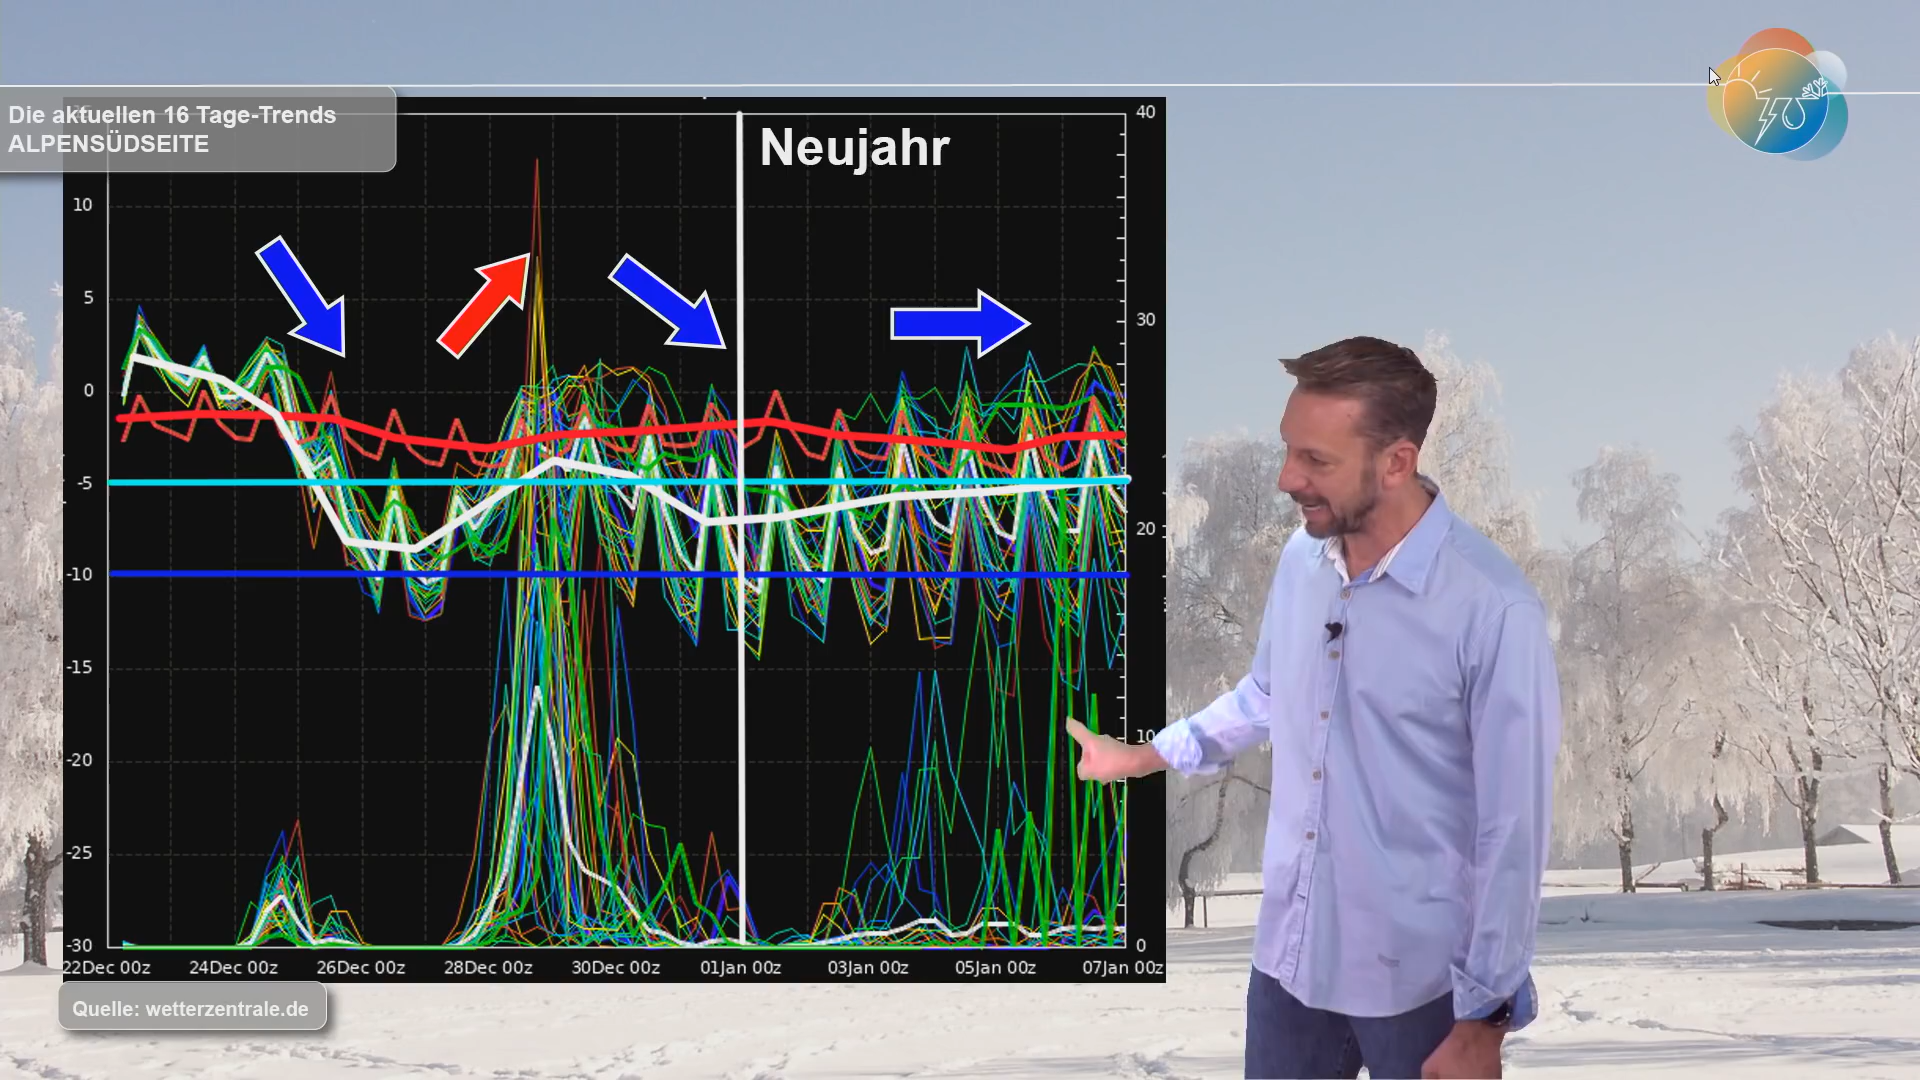 Die aktuellen 16 Tage-Trends
ALPENSÜDSEITE
Neujahr
40
10
5
30
0
-5
20
-10
-15
10
-20
-25
-30
0
22Dec 00z
24Dec 00z
26Dec 00z
28Dec 00z
30Dec 00z
01Jan 00z
03Jan 00z
05Jan 00z
07Jan 00z
Quelle: wetterzentrale.de